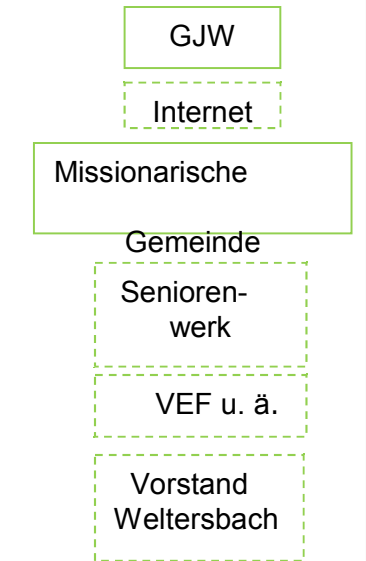 GJW
Internet
Missionarische
Gemeinde
Senioren-
werk
VEF u. ä.
Vorstand
Weltersbach